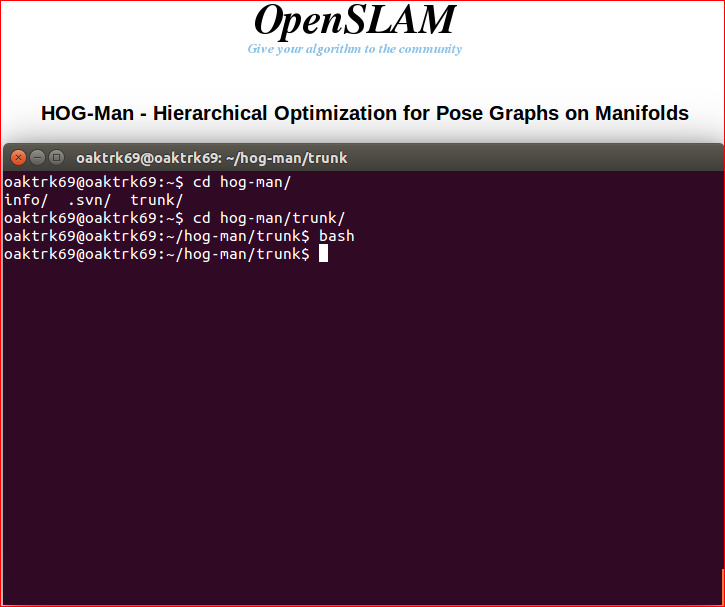 OpenSLAM
Give your algorithm to the community
HOG-Man - Hierarchical Optimization for Pose Graphs on Manifolds
oaktrk69@oaktrk69: ~/hog-man/trunk
oaktrk69@oaktrk69:~$ cd hog-man/
info/  .svn/  trunk/
oaktrk69@oaktrk69:~$ cd hog-man/trunk/
oaktrk69@oaktrk69:~/hog-man/trunk$ bash
oaktrk69@oaktrk69:~/hog-man/trunk$